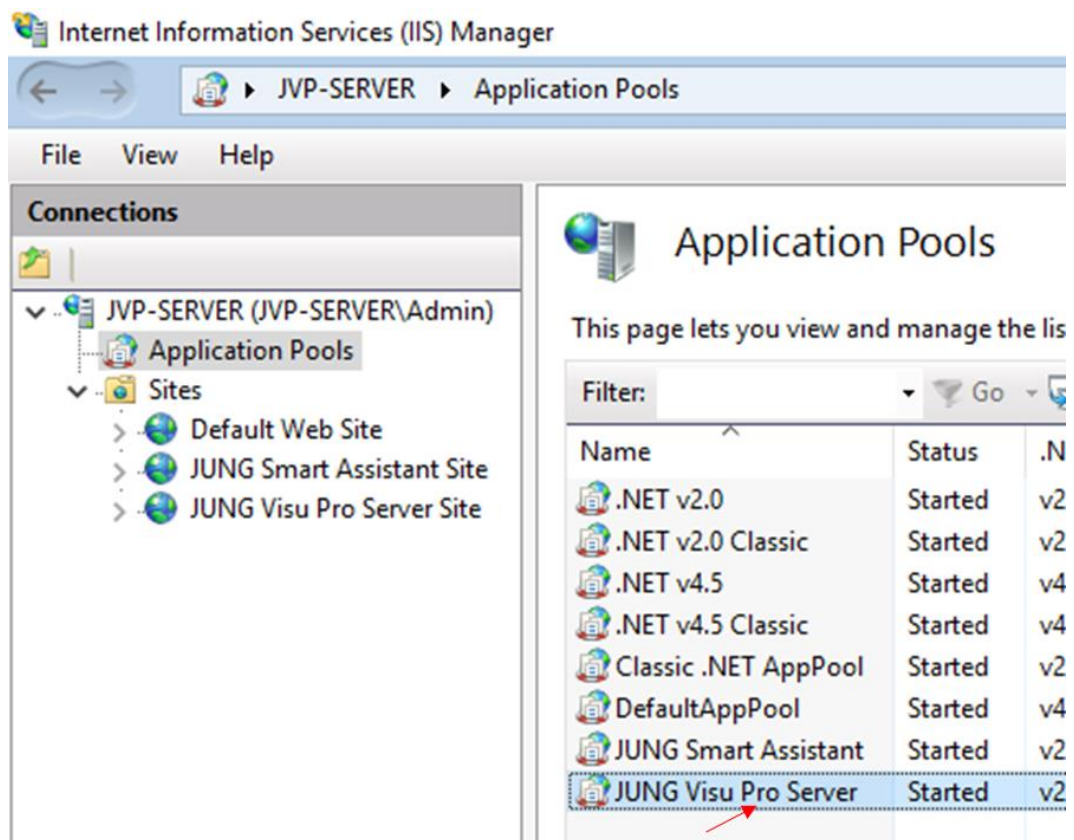 Internet Information Services (IIS) Manager
JVP-SERVER Application Pools
File View Help
Connections
JVP-SERVER (JVP-SERVER\Admin)
Application Pools
Sites
Default Web Site
JUNG Smart Assistant Site
JUNG Visu Pro Server Site
Application Pools
This page lets you view and manage the lis
Filter: Go
Name Status .N
.NET v2.0 Started v2
.NET v2.0 Classic Started v2
.NET v4.5 Started v4
.NET v4.5 Classic Started v4
Classic .NET AppPool Started v2
DefaultAppPool Started v4
JUNG Smart Assistant Started v2
JUNG Visu Pro Server Started v2